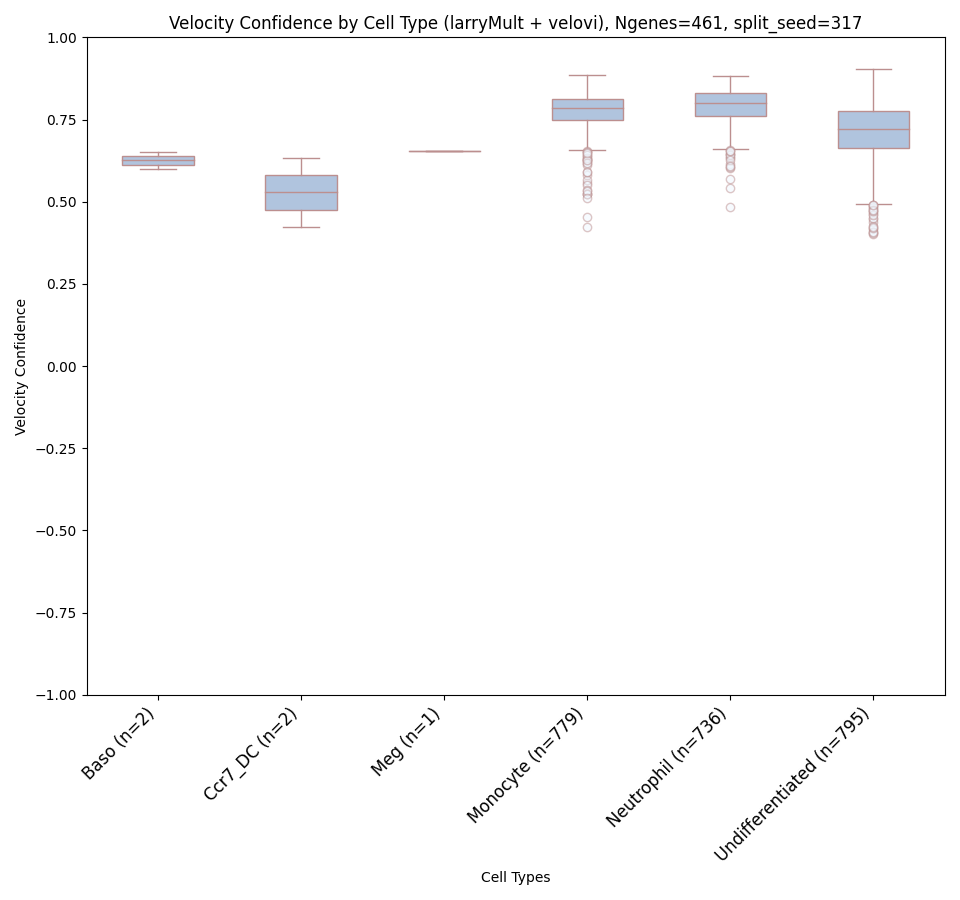 Velocity Confidence by Cell Type (larryMult + velovi), Ngenes=461, split_seed=317
Velocity Confidence
1.00
0.75
0.50
0.25
0.00
−0.25
−0.50
−0.75
−1.00
Baso (n=2)
Ccr7_DC (n=2)
Meg (n=1)
Monocyte (n=779)
Neutrophil (n=736)
Undifferentiated (n=795)
Cell Types